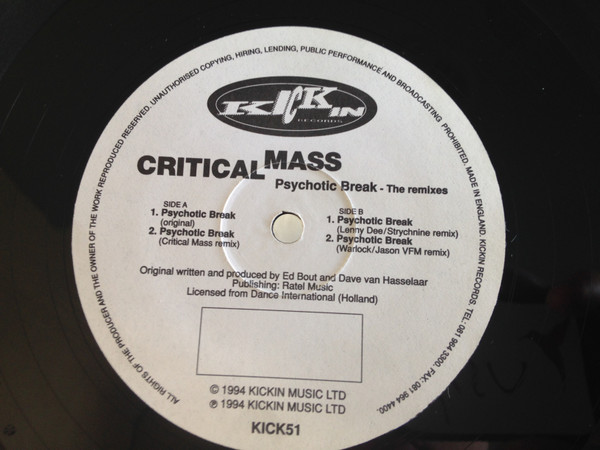 KICKIN
RECORDS
CRITICAL MASS
Psychotic Break - The remixes
SIDE A
1. Psychotic Break
(original)
2. Psychotic Break
(Critical Mass remix)
SIDE B
1. Psychotic Break
(Lenny Dee/Strychnine remix)
2. Psychotic Break
(Warlock/Jason VFM remix)
Original written and produced by Ed Bout and Dave van Hasselaar
Publishing: Ratel Music
Licensed from Dance International (Holland)
© 1994 KICKIN MUSIC LTD
℗ 1994 KICKIN MUSIC LTD
KICK51
ALL RIGHTS OF THE PRODUCER AND THE OWNER OF THE WORK REPRODUCED RESERVED. UNAUTHORISED COPYING, HIRING, LENDING, PUBLIC PERFORMANCE AND BROADCASTING PROHIBITED. MADE IN ENGLAND. KICKIN RECORDS. TEL: 081 964 3300. FAX: 081 964 4400.